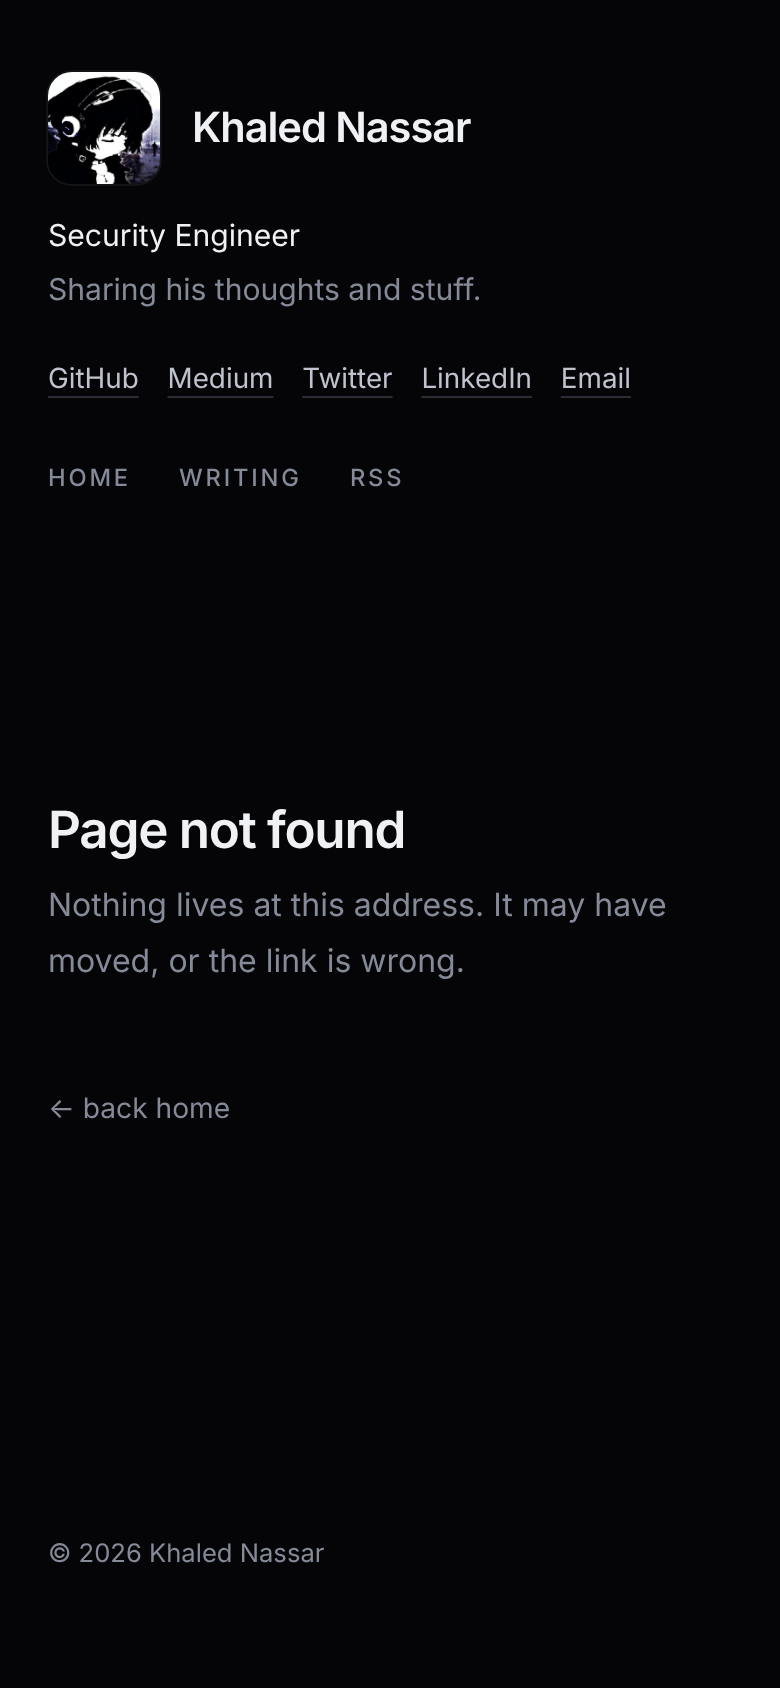 Khaled Nassar
Security Engineer
Sharing his thoughts and stuff.
GitHub Medium Twitter LinkedIn Email
HOME WRITING RSS
Page not found
Nothing lives at this address. It may have
moved, or the link is wrong.
← back home
© 2026 Khaled Nassar